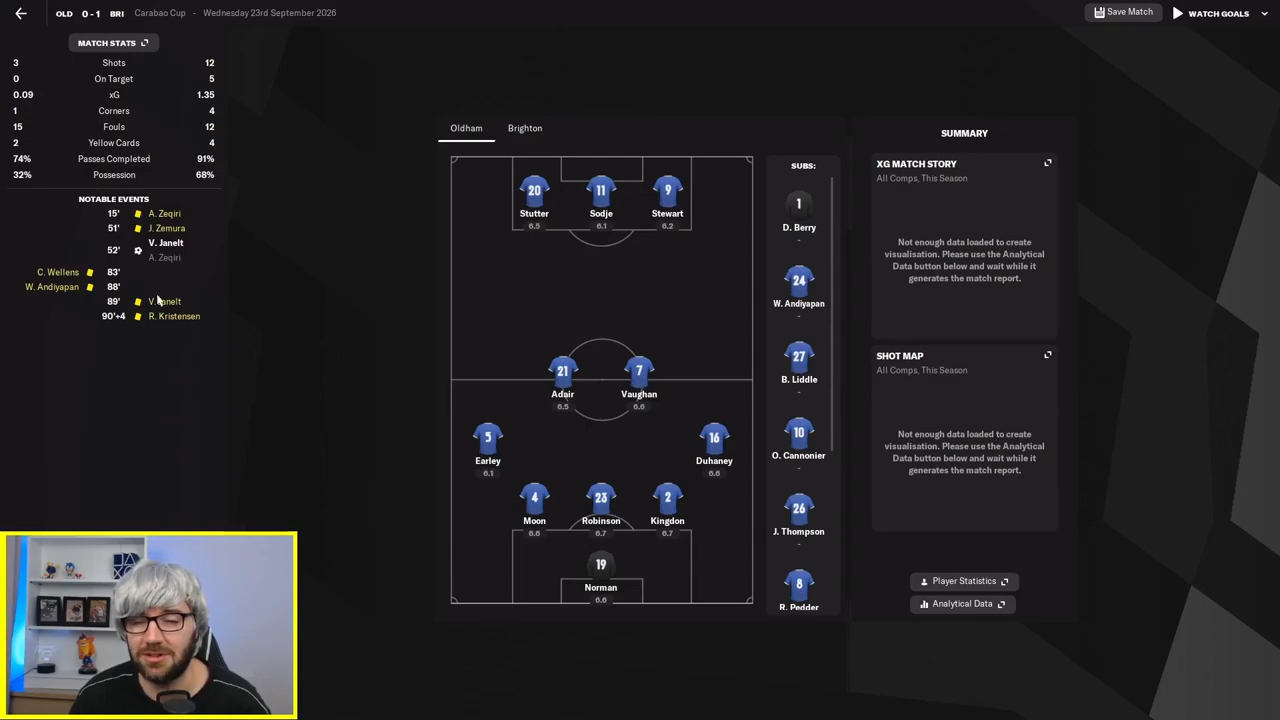 OLD 0 - 1 BRI Carabao Cup - Wednesday 23rd September 2026
Save Match
WATCH GOALS
MATCH STATS
3 Shots 12
0 On Target 5
0.09 xG 1.35
1 Corners 4
15 Fouls 12
2 Yellow Cards 4
74% Passes Completed 91%
32% Possession 68%
NOTABLE EVENTS
15' A. Zeqiri
51' J. Zemura
52' V. Janelt
A. Zeqiri
C. Wellens 83'
W. Andiyapan 88'
89' V. Janelt
90'+4 R. Kristensen
Oldham Brighton
20 11 9
Stutter Sodje Stewart
6.5 6.1 6.2
21 7
Adair Vaughan
6.5 6.6
5 16
Earley Duhaney
6.1 6.6
4 23 2
Moon Robinson Kingdon
6.6 6.7 6.7
19
Norman
6.6
SUBS:
1
D. Berry
-
24
W. Andiyapan
-
27
B. Liddle
-
10
O. Cannonier
-
26
J. Thompson
-
8
R. Pedder
SUMMARY
XG MATCH STORY
All Comps, This Season
Not enough data loaded to create
visualisation. Please use the Analytical
Data button below and wait while it
generates the match report.
SHOT MAP
All Comps, This Season
Not enough data loaded to create
visualisation. Please use the Analytical
Data button below and wait while it
generates the match report.
Player Statistics
Analytical Data